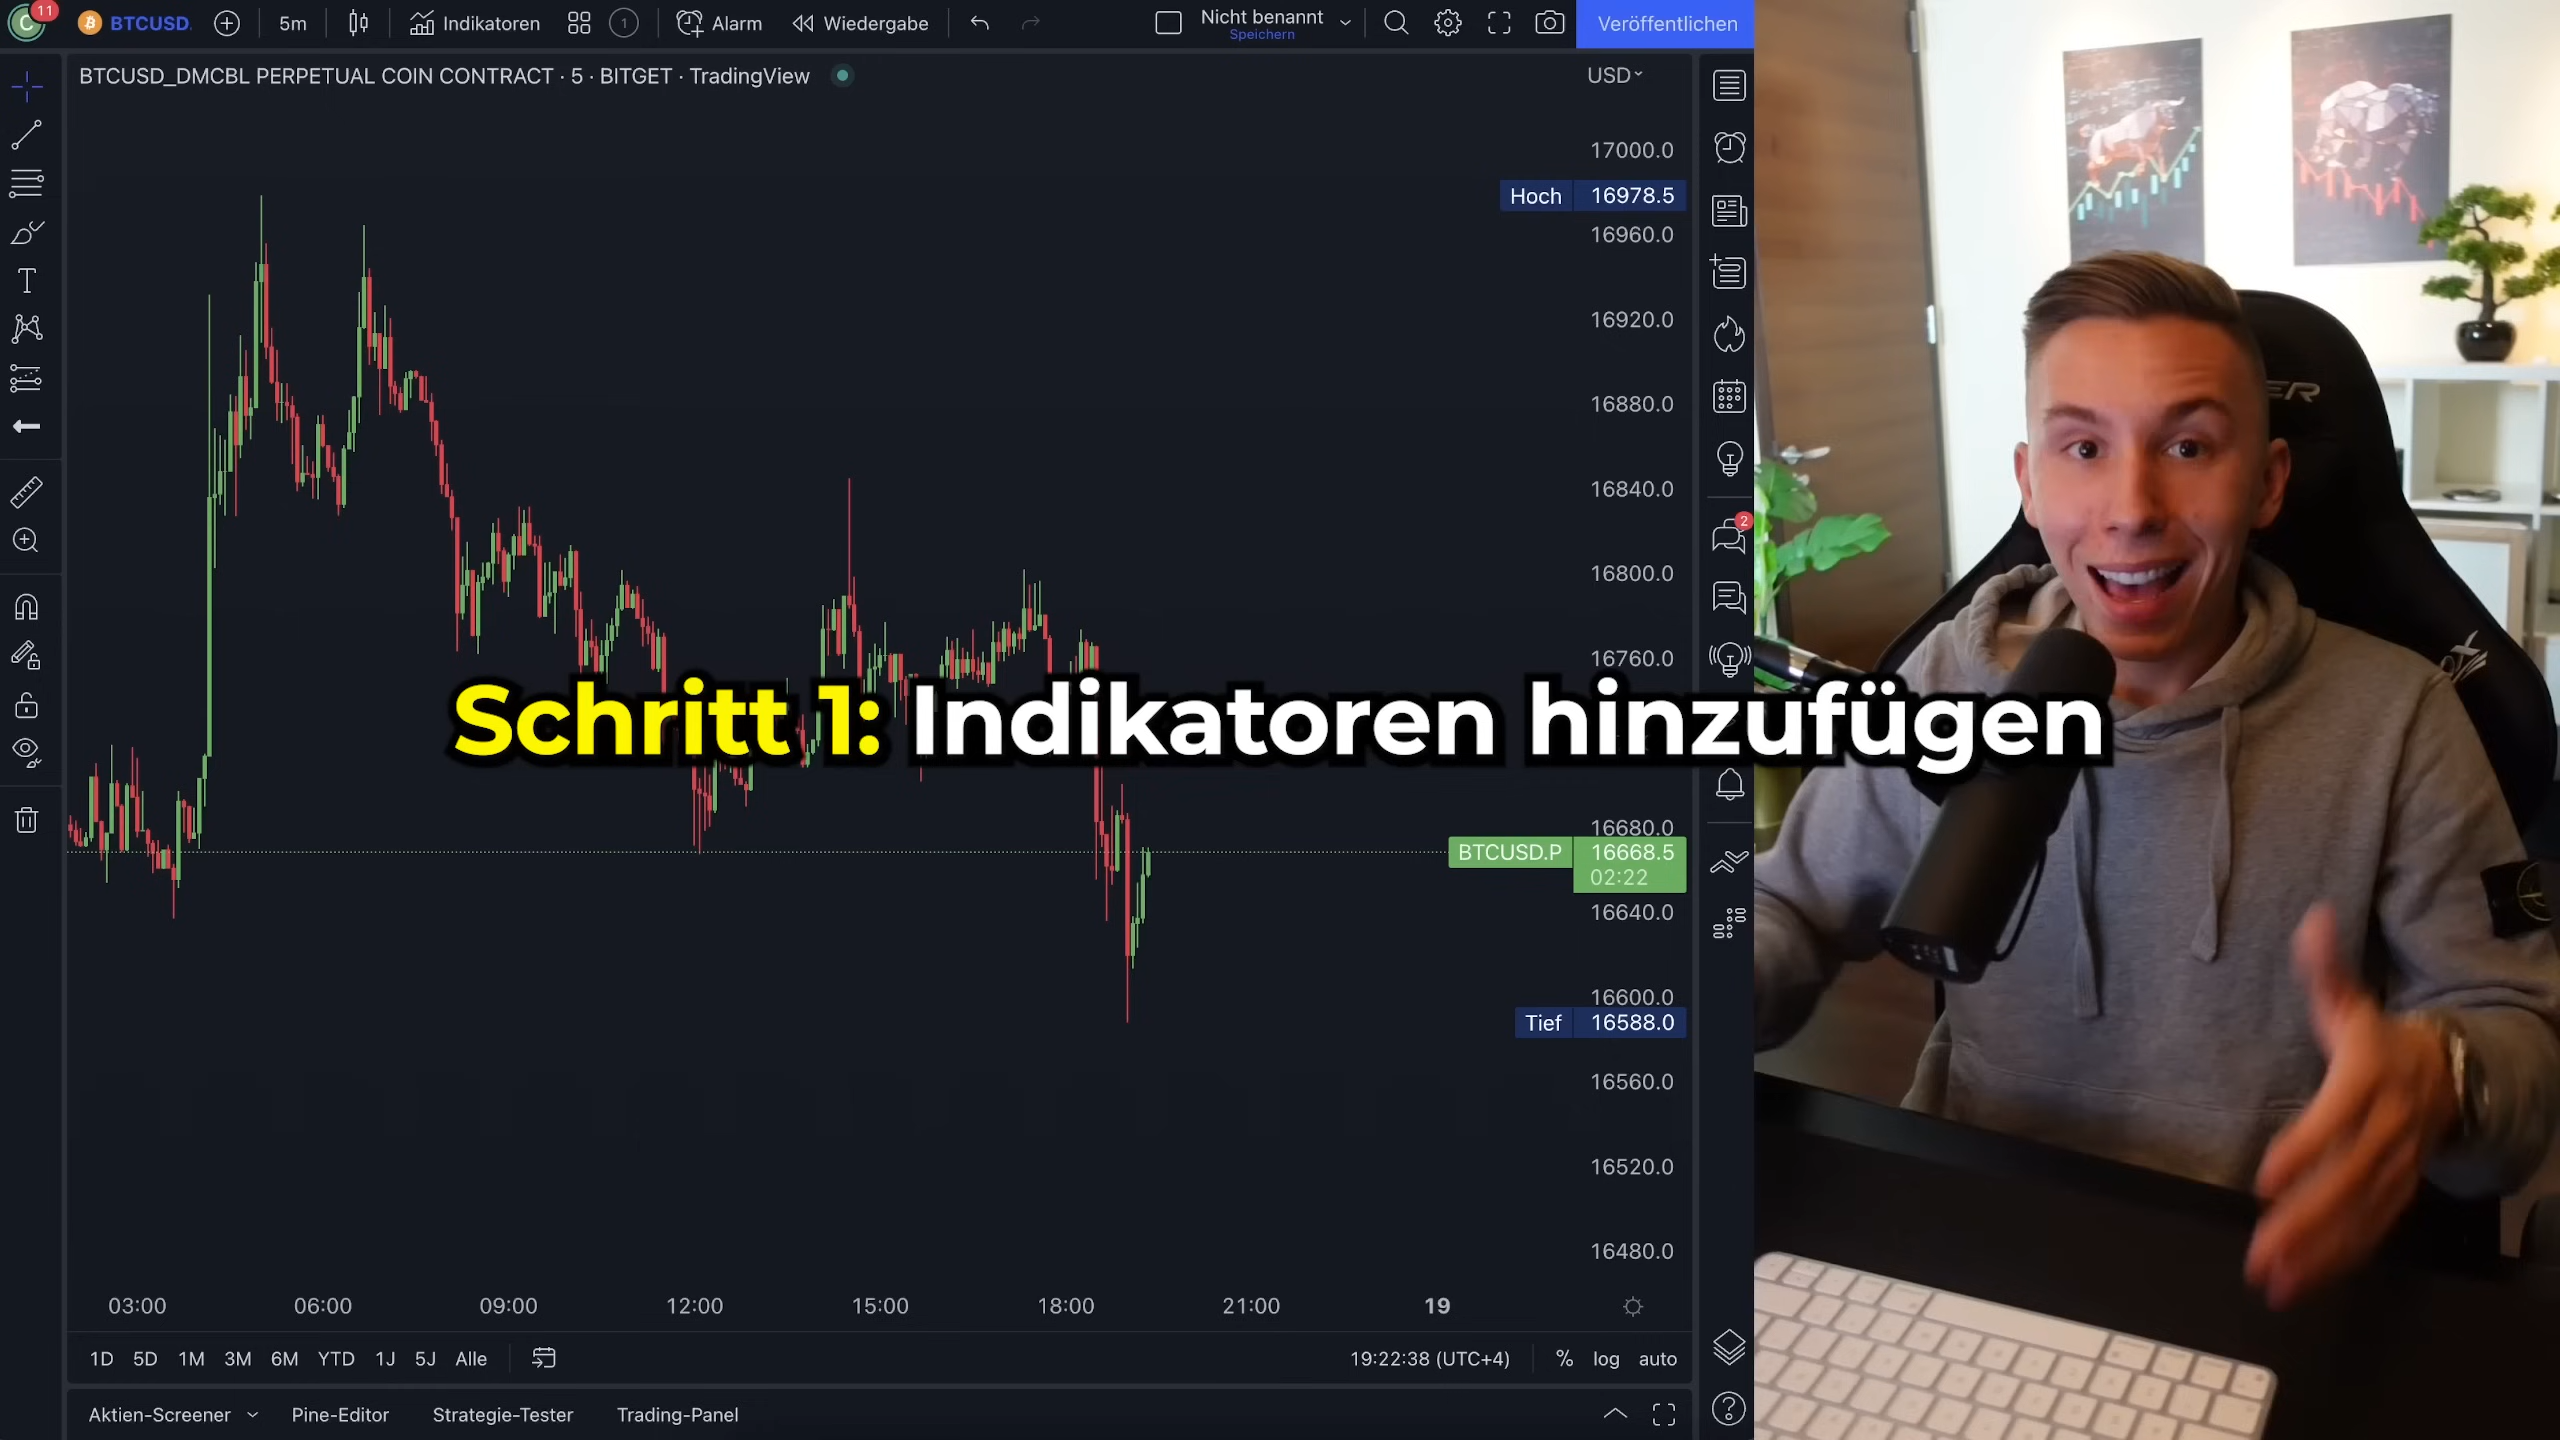 11
C
BTCUSD.
5m
Indikatoren
1
Alarm
Wiedergabe
Nicht benannt
Speichern
Veröffentlichen
BTCUSD_DMCBL PERPETUAL COIN CONTRACT · 5 · BITGET · TradingView
USD
17000.0
Hoch 16978.5
16960.0
16920.0
16880.0
16840.0
16800.0
16760.0
2
Schritt 1: Indikatoren hinzufügen
16680.0
BTCUSD.P 16668.5
02:22
16640.0
16600.0
Tief 16588.0
16560.0
16520.0
16480.0
03:00 06:00 09:00 12:00 15:00 18:00 21:00 19
1D 5D 1M 3M 6M YTD 1J 5J Alle
19:22:38 (UTC+4) % log auto
Aktien-Screener Pine-Editor Strategie-Tester Trading-Panel